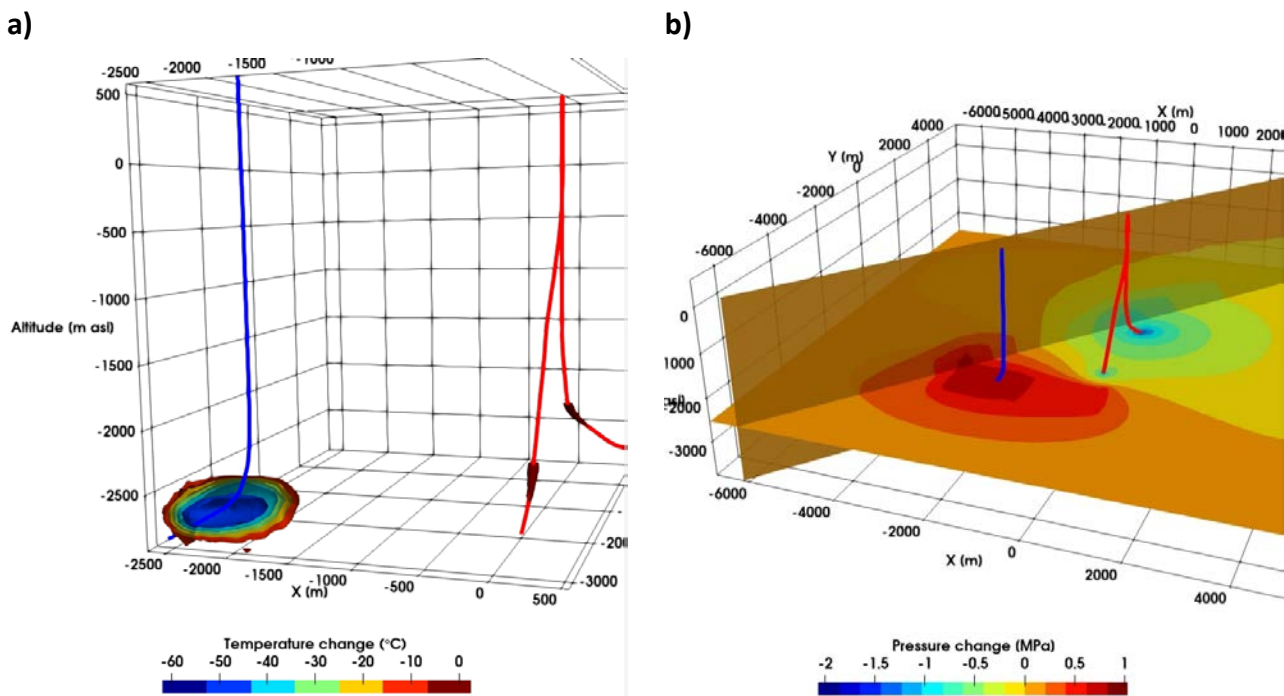 a)
-2500 -2000 -1500 -1000
500
0
-500
-1000
Altitude (m asl)
-1500
-2000
-2500
-2500 -2000 -1500 -1000 -500 0 500
X (m)
-3000
Temperature change (°C)
-60 -50 -40 -30 -20 -10 0
b)
X (m)
-6000 5000 -4000 -3000 -2000 -1000 0 1000
4000
2000
Y (m)
0
-2000
-4000
-6000
0
1000
-2000
-3000
-6000
-4000
-2000
0
2000
4000
X (m)
Pressure change (MPa)
-2 -1.5 -1 -0.5 0 0.5 1